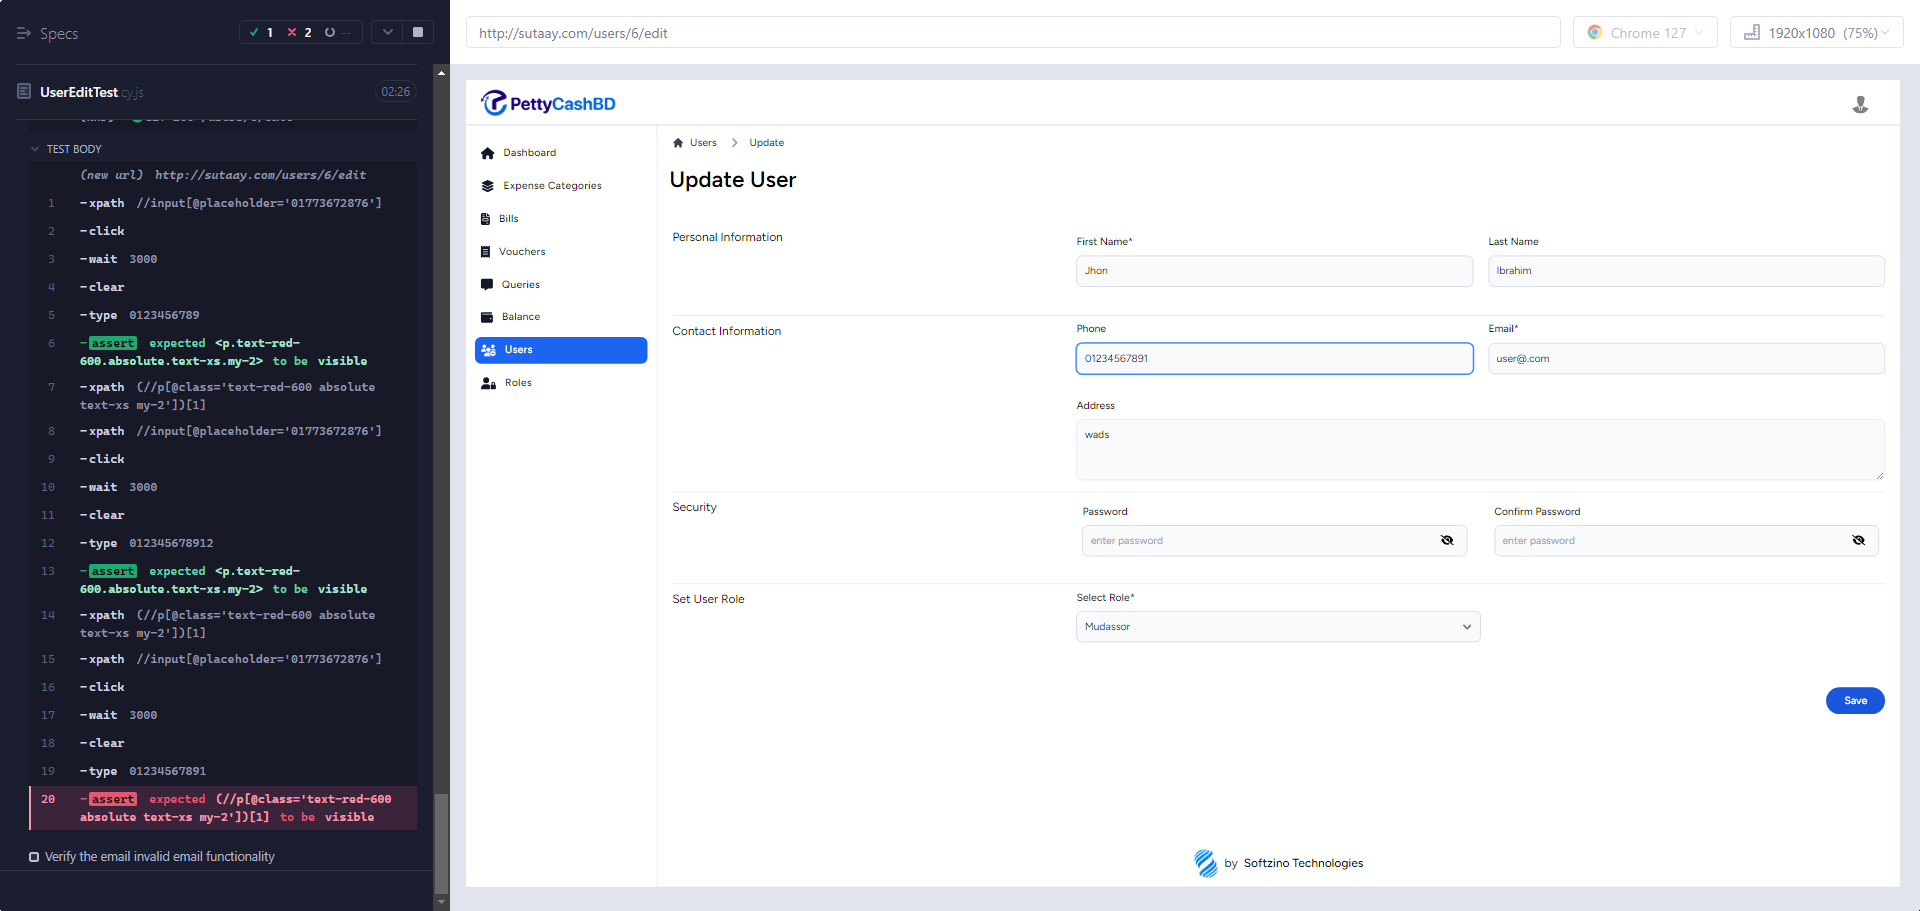 Specs
1
2
--
UserEditTest.cy.js
02:26
TEST BODY
(new url) http://sutaay.com/users/6/edit
1 -xpath //input[@placeholder='01773672876']
2 -click
3 -wait 3000
4 -clear
5 -type 0123456789
6 -assert expected <p.text-red-
600.absolute.text-xs.my-2> to be visible
7 -xpath (//p[@class='text-red-600 absolute
text-xs my-2'])[1]
8 -xpath //input[@placeholder='01773672876']
9 -click
10 -wait 3000
11 -clear
12 -type 012345678912
13 -assert expected <p.text-red-
600.absolute.text-xs.my-2> to be visible
14 -xpath (//p[@class='text-red-600 absolute
text-xs my-2'])[1]
15 -xpath //input[@placeholder='01773672876']
16 -click
17 -wait 3000
18 -clear
19 -type 01234567891
20 -assert expected (//p[@class='text-red-600
absolute text-xs my-2'])[1] to be visible
Verify the email invalid email functionality
http://sutaay.com/users/6/edit
Chrome 127
1920x1080 (75%)
PettyCashBD
Dashboard
Expense Categories
Bills
Vouchers
Queries
Balance
Users
Roles
Users > Update
Update User
Personal Information
First Name*
Last Name
Jhon
Ibrahim
Contact Information
Phone
Email*
01234567891
user@.com
Address
wads
Security
Password
Confirm Password
enter password
enter password
Set User Role
Select Role*
Mudassor
Save
by Softzino Technologies